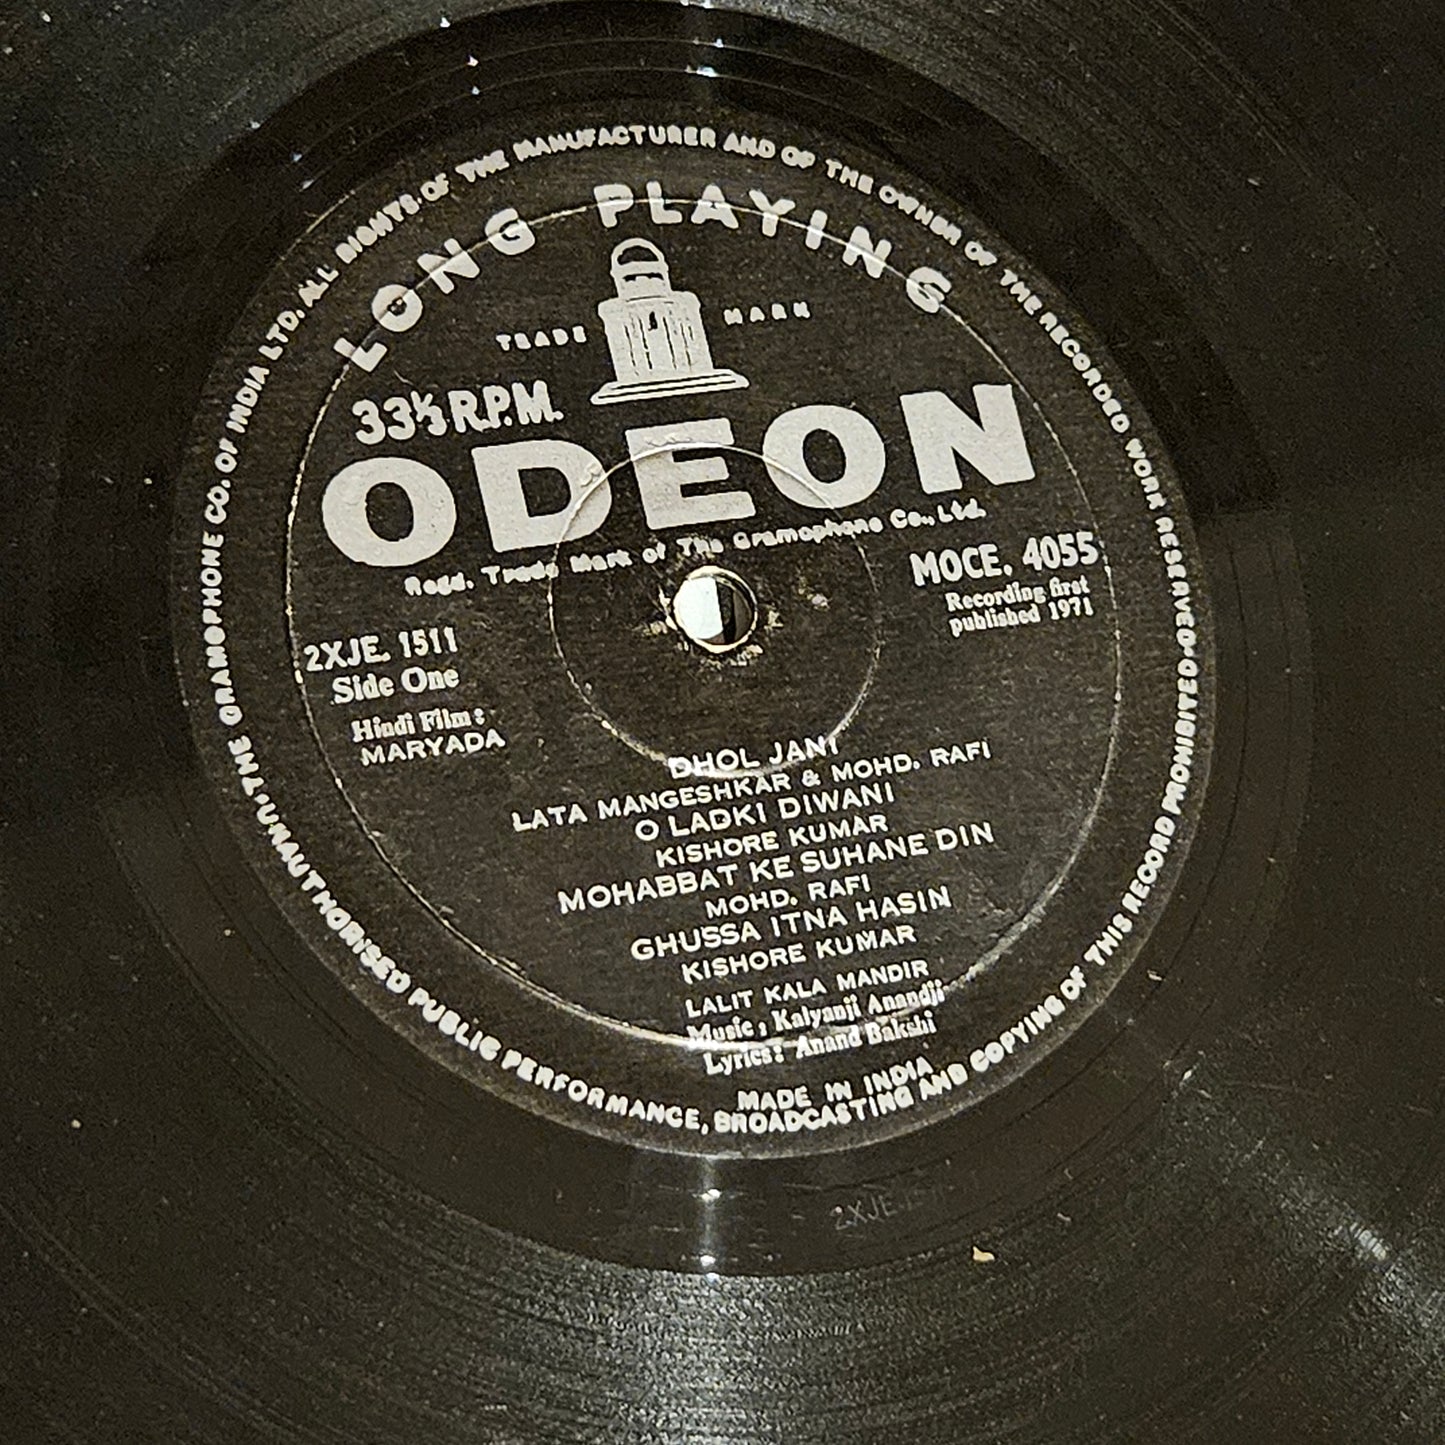 THE GRAMOPHONE CO. OF INDIA LTD. ALL RIGHTS OF THE MANUFACTURER AND OF THE OWNER OF THE RECORDED WORK RESERVED·UNAUTHORISED PUBLIC PERFORMANCE, BROADCASTING AND COPYING OF THIS RECORD PROHIBITED·
LONG PLAYING
TRADE MARK
33⅓ R.P.M.
ODEON
Regd. Trade Mark of The Gramophone Co., Ltd.
MOCE. 4055
Recording first
published 1971
2XJE. 1511
Side One
Hindi Film :
MARYADA
DHOL JANI
LATA MANGESHKAR & MOHD. RAFI
O LADKI DIWANI
KISHORE KUMAR
MOHABBAT KE SUHANE DIN
MOHD. RAFI
GHUSSA ITNA HASIN
KISHORE KUMAR
LALIT KALA MANDIR
Music : Kalyanji Anandji
Lyrics : Anand Bakshi
MADE IN INDIA